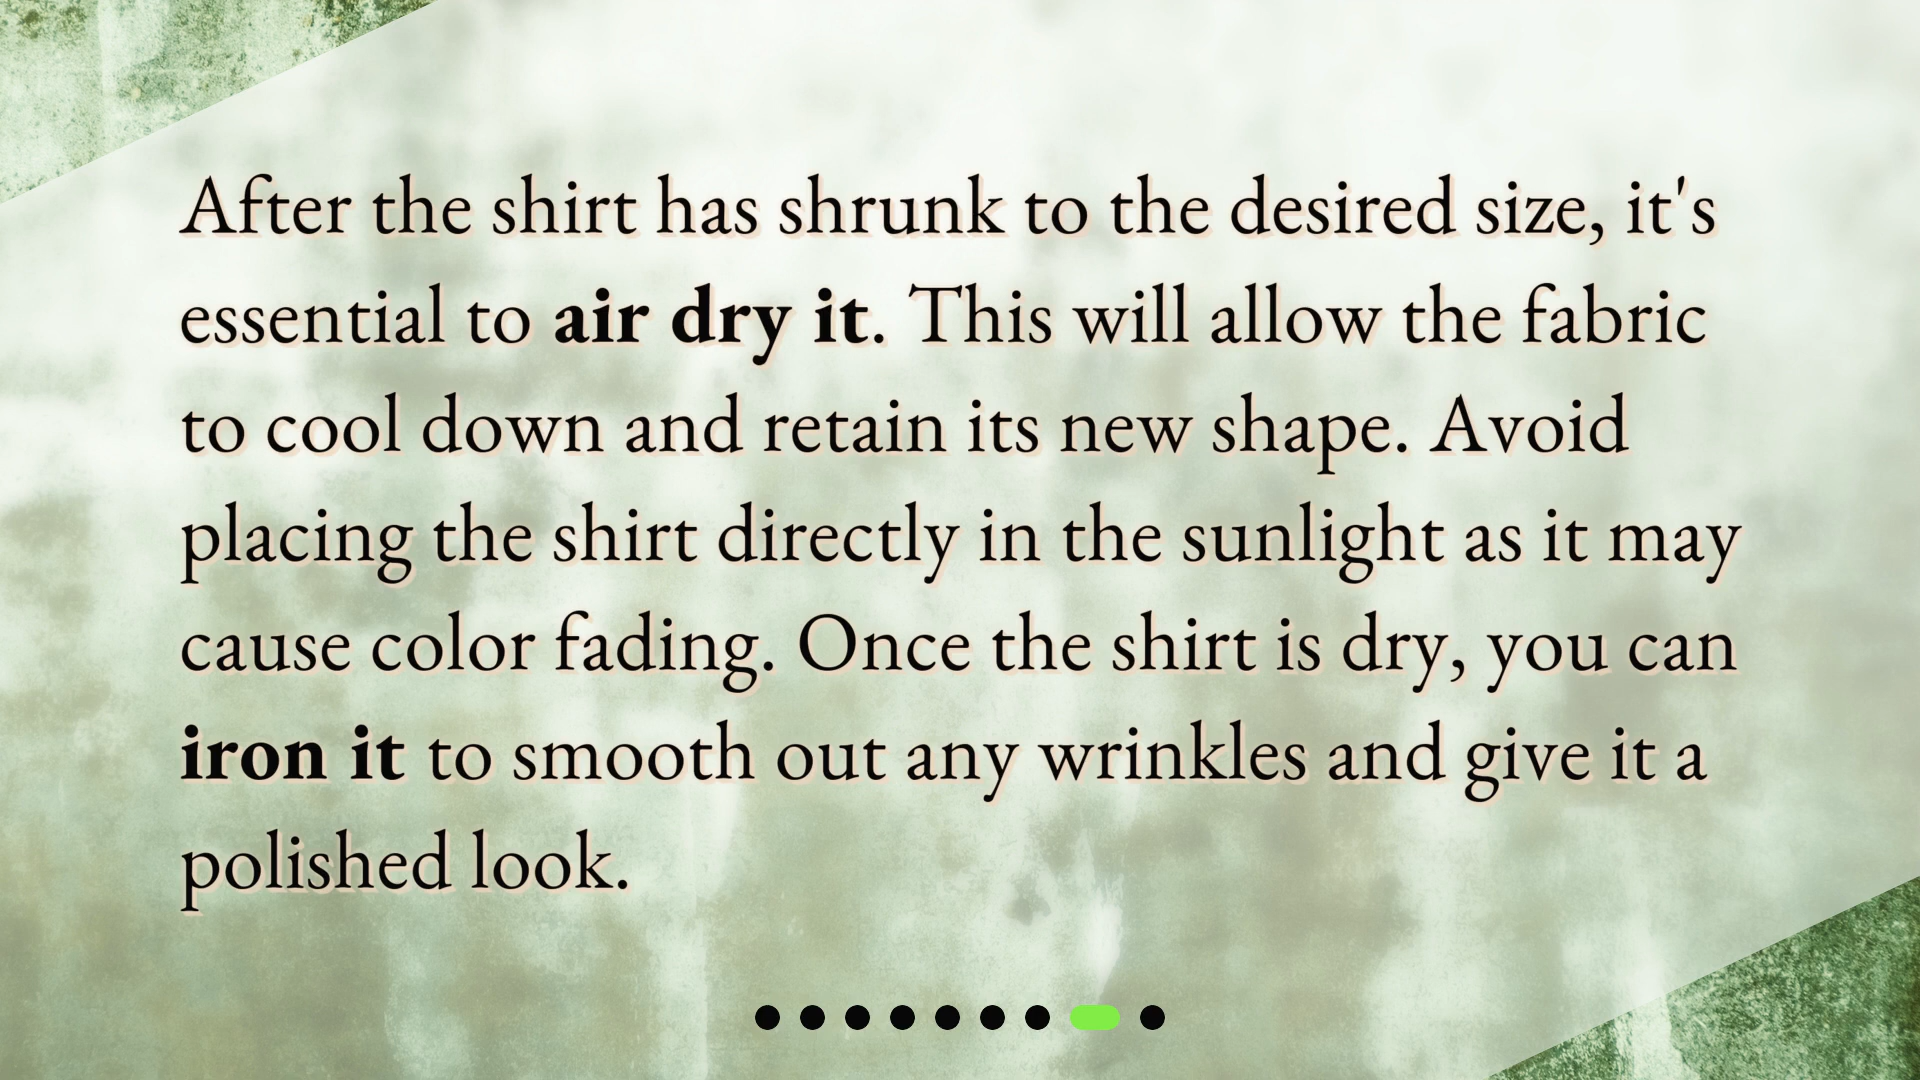 After the shirt has shrunk to the desired size, it's
essential to air dry it. This will allow the fabric
to cool down and retain its new shape. Avoid
placing the shirt directly in the sunlight as it may
cause color fading. Once the shirt is dry, you can
iron it to smooth out any wrinkles and give it a
polished look.